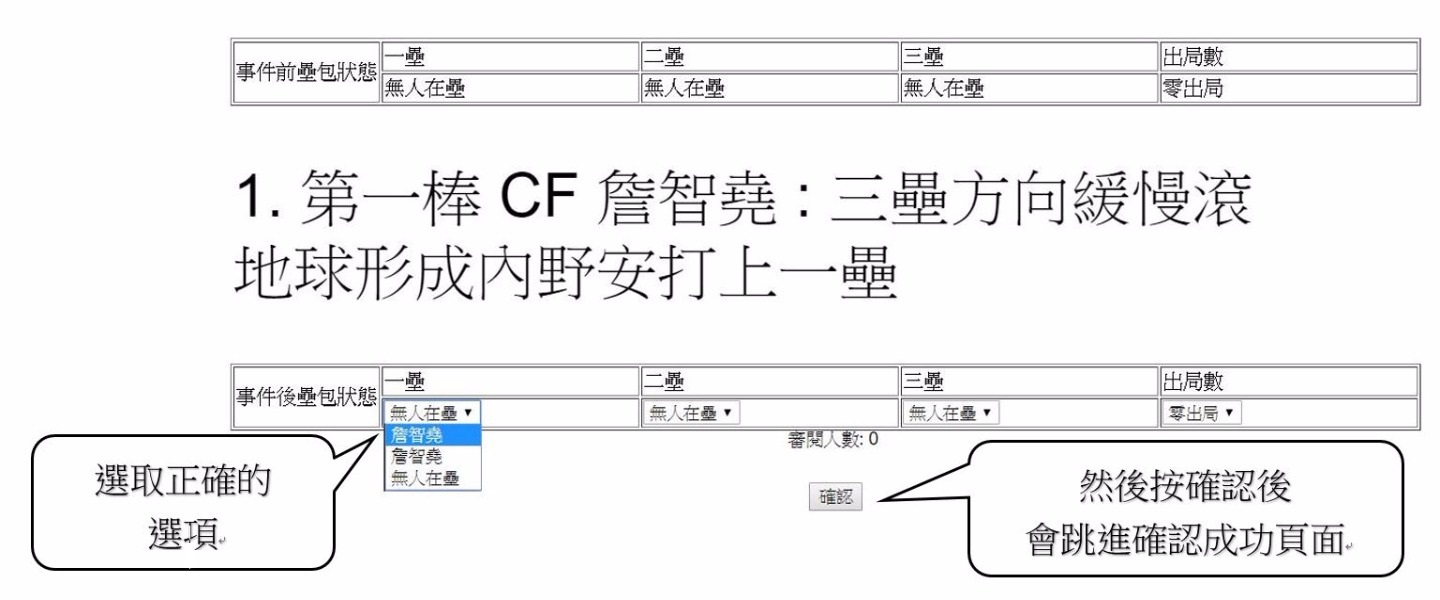 事件前壘包狀態 一壘 二壘 三壘 出局數
無人在壘 無人在壘 無人在壘 零出局
1. 第一棒 CF 詹智堯 : 三壘方向緩慢滾
地球形成內野安打上一壘
事件後壘包狀態 一壘 二壘 三壘 出局數
無人在壘 無人在壘 無人在壘 零出局
詹智堯
詹智堯
無人在壘
審閱人數: 0
確認
選取正確的
選項
然後按確認後
會跳進確認成功頁面